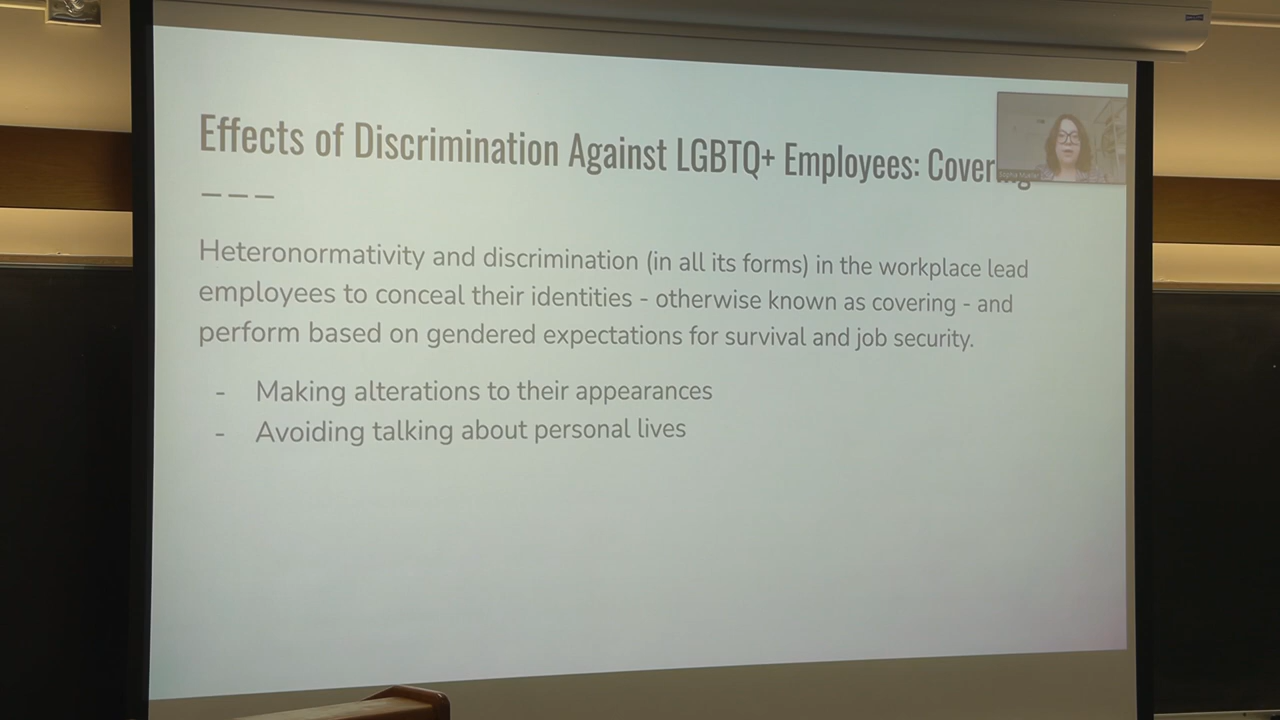 Effects of Discrimination Against LGBTQ+ Employees: Covering
Heteronormativity and discrimination (in all its forms) in the workplace lead
employees to conceal their identities - otherwise known as covering - and
perform based on gendered expectations for survival and job security.
- Making alterations to their appearances
- Avoiding talking about personal lives